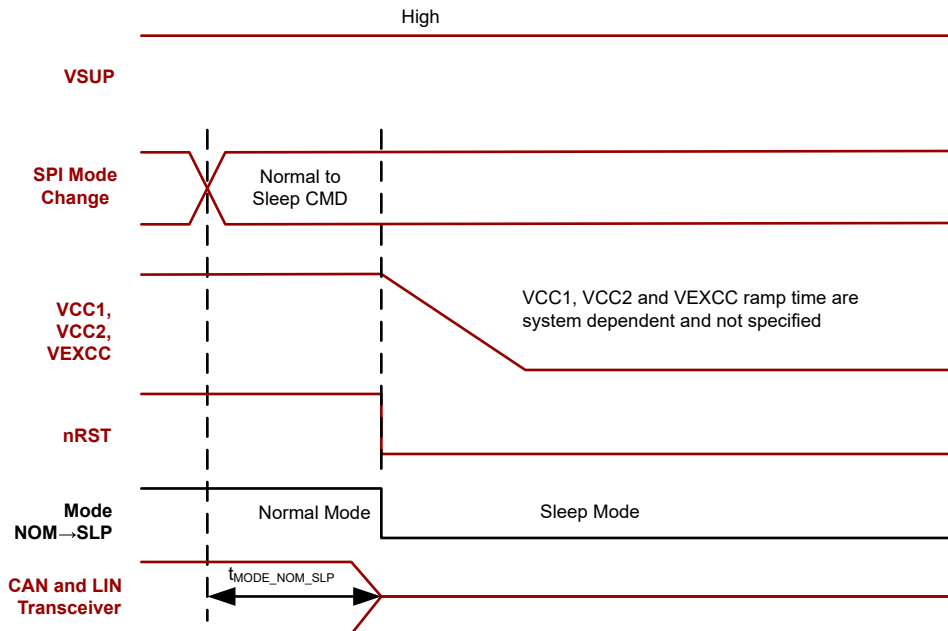 High
VSUP
SPI Mode
Change
Normal to
Sleep CMD
VCC1,
VCC2,
VEXCC
VCC1, VCC2 and VEXCC ramp time are
system dependent and not specified
nRST
Mode
NOM→SLP
Normal Mode
Sleep Mode
CAN and LIN
Transceiver
tMODE_NOM_SLP